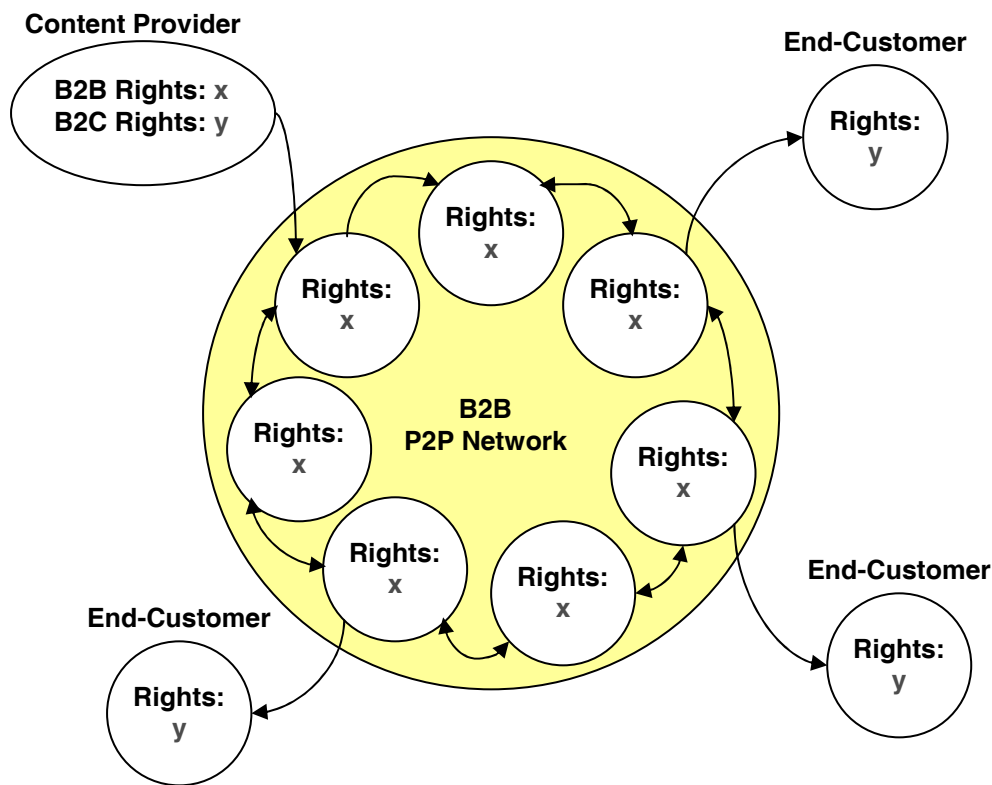 Content Provider
B2B Rights: x
B2C Rights: y
End-Customer
Rights:
y
Rights:
x
Rights:
x
Rights:
x
Rights:
x
B2B
P2P Network
Rights:
x
Rights:
x
Rights:
x
End-Customer
Rights:
y
End-Customer
Rights:
y